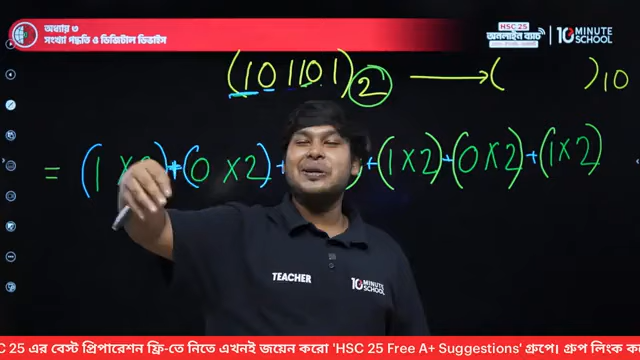 অধ্যায় ৩
সংখ্যা পদ্ধতি ও ডিজিটাল ডিভাইস
HSC 25
অনলাইন ব্যাচ
10 MINUTE SCHOOL
(101101)2 → ( )10
= (1×2)+(0×2)+ )+(1×2)+(0×2)+(1×2)
TEACHER
10 MINUTE SCHOOL
C 25 এর বেস্ট প্রিপারেশন ফ্রি-তে নিতে এখনই জয়েন করো 'HSC 25 Free A+ Suggestions' গ্রুপে। গ্রুপ লিংক ক